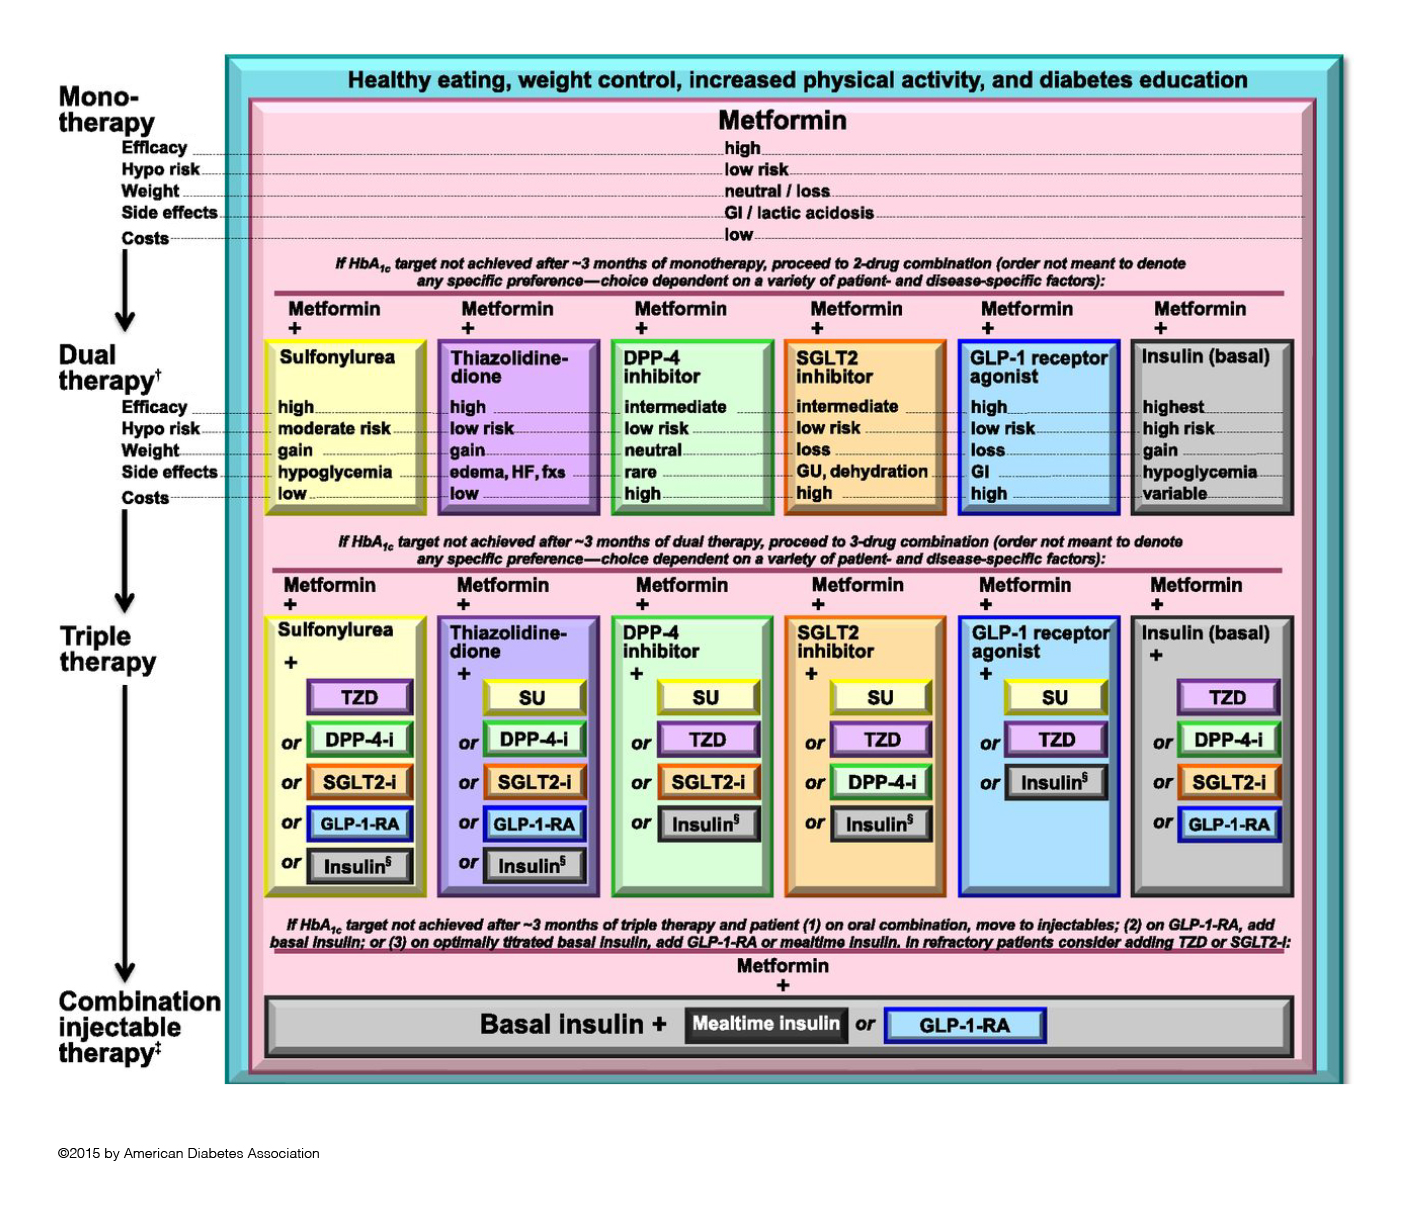 Healthy eating, weight control, increased physical activity, and diabetes education
Mono-
therapy
Metformin
Efficacy high
Hypo risk low risk
Weight neutral / loss
Side effects GI / lactic acidosis
Costs low
If HbA1c target not achieved after ~3 months of monotherapy, proceed to 2-drug combination (order not meant to denote
any specific preference—choice dependent on a variety of patient- and disease-specific factors):
Metformin Metformin Metformin Metformin Metformin Metformin
+ + + + + +
Dual
therapy†
Sulfonylurea
Thiazolidine-
dione
DPP-4
inhibitor
SGLT2
inhibitor
GLP-1 receptor
agonist
Insulin (basal)
Efficacy high high intermediate intermediate high highest
Hypo risk moderate risk low risk low risk low risk low risk high risk
Weight gain gain neutral loss loss gain
Side effects hypoglycemia edema, HF, fxs rare GU, dehydration GI hypoglycemia
Costs low low high high high variable
If HbA1c target not achieved after ~3 months of dual therapy, proceed to 3-drug combination (order not meant to denote
any specific preference—choice dependent on a variety of patient- and disease-specific factors):
Metformin Metformin Metformin Metformin Metformin Metformin
+ + + + + +
Triple
therapy
Sulfonylurea
+
TZD
or DPP-4-i
or SGLT2-i
or GLP-1-RA
or Insulin§
Thiazolidine-
dione
+
SU
or DPP-4-i
or SGLT2-i
or GLP-1-RA
or Insulin§
DPP-4
inhibitor
+
SU
or TZD
or SGLT2-i
or Insulin§
SGLT2
inhibitor
+
SU
or TZD
or DPP-4-i
or Insulin§
GLP-1 receptor
agonist
+
SU
or TZD
or Insulin§
Insulin (basal)
+
TZD
or DPP-4-i
or SGLT2-i
or GLP-1-RA
If HbA1c target not achieved after ~3 months of triple therapy and patient (1) on oral combination, move to injectables; (2) on GLP-1-RA, add
basal insulin; or (3) on optimally titrated basal insulin, add GLP-1-RA or mealtime insulin. In refractory patients consider adding TZD or SGLT2-i:
Metformin
+
Combination
injectable
therapy‡
Basal insulin + Mealtime insulin or GLP-1-RA
©2015 by American Diabetes Association